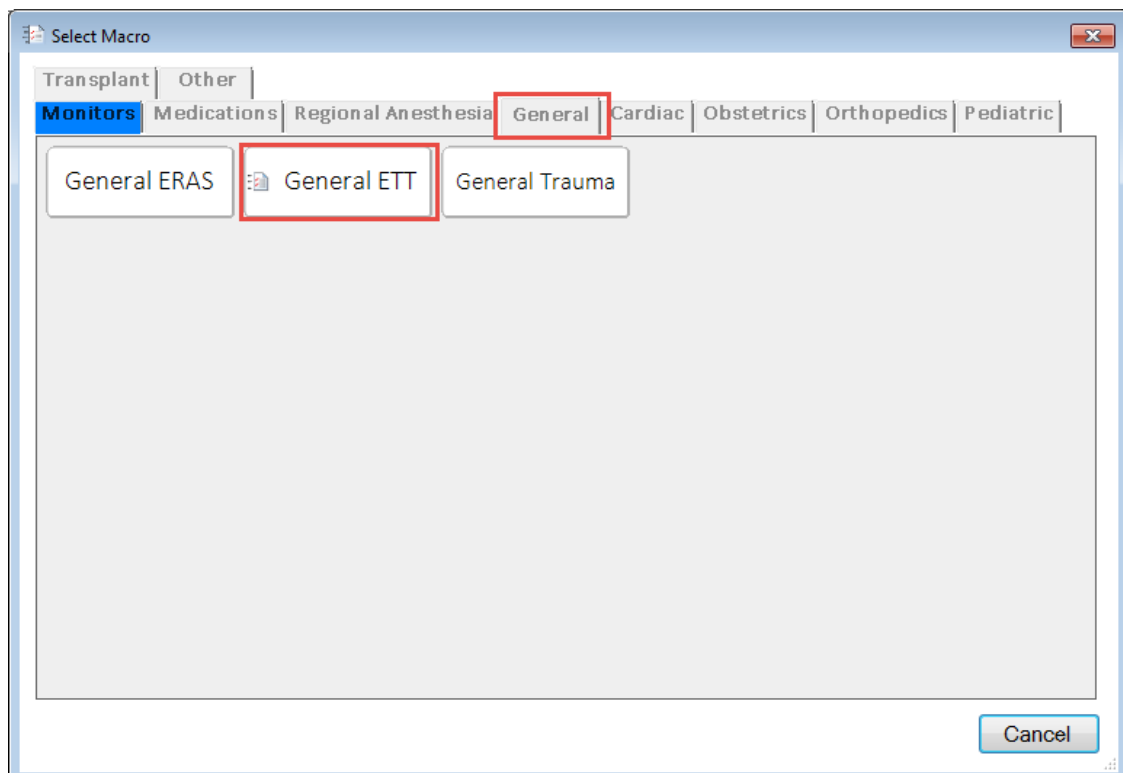 Select Macro
Transplant Other
Monitors Medications Regional Anesthesia General Cardiac Obstetrics Orthopedics Pediatric
General ERAS General ETT General Trauma
Cancel